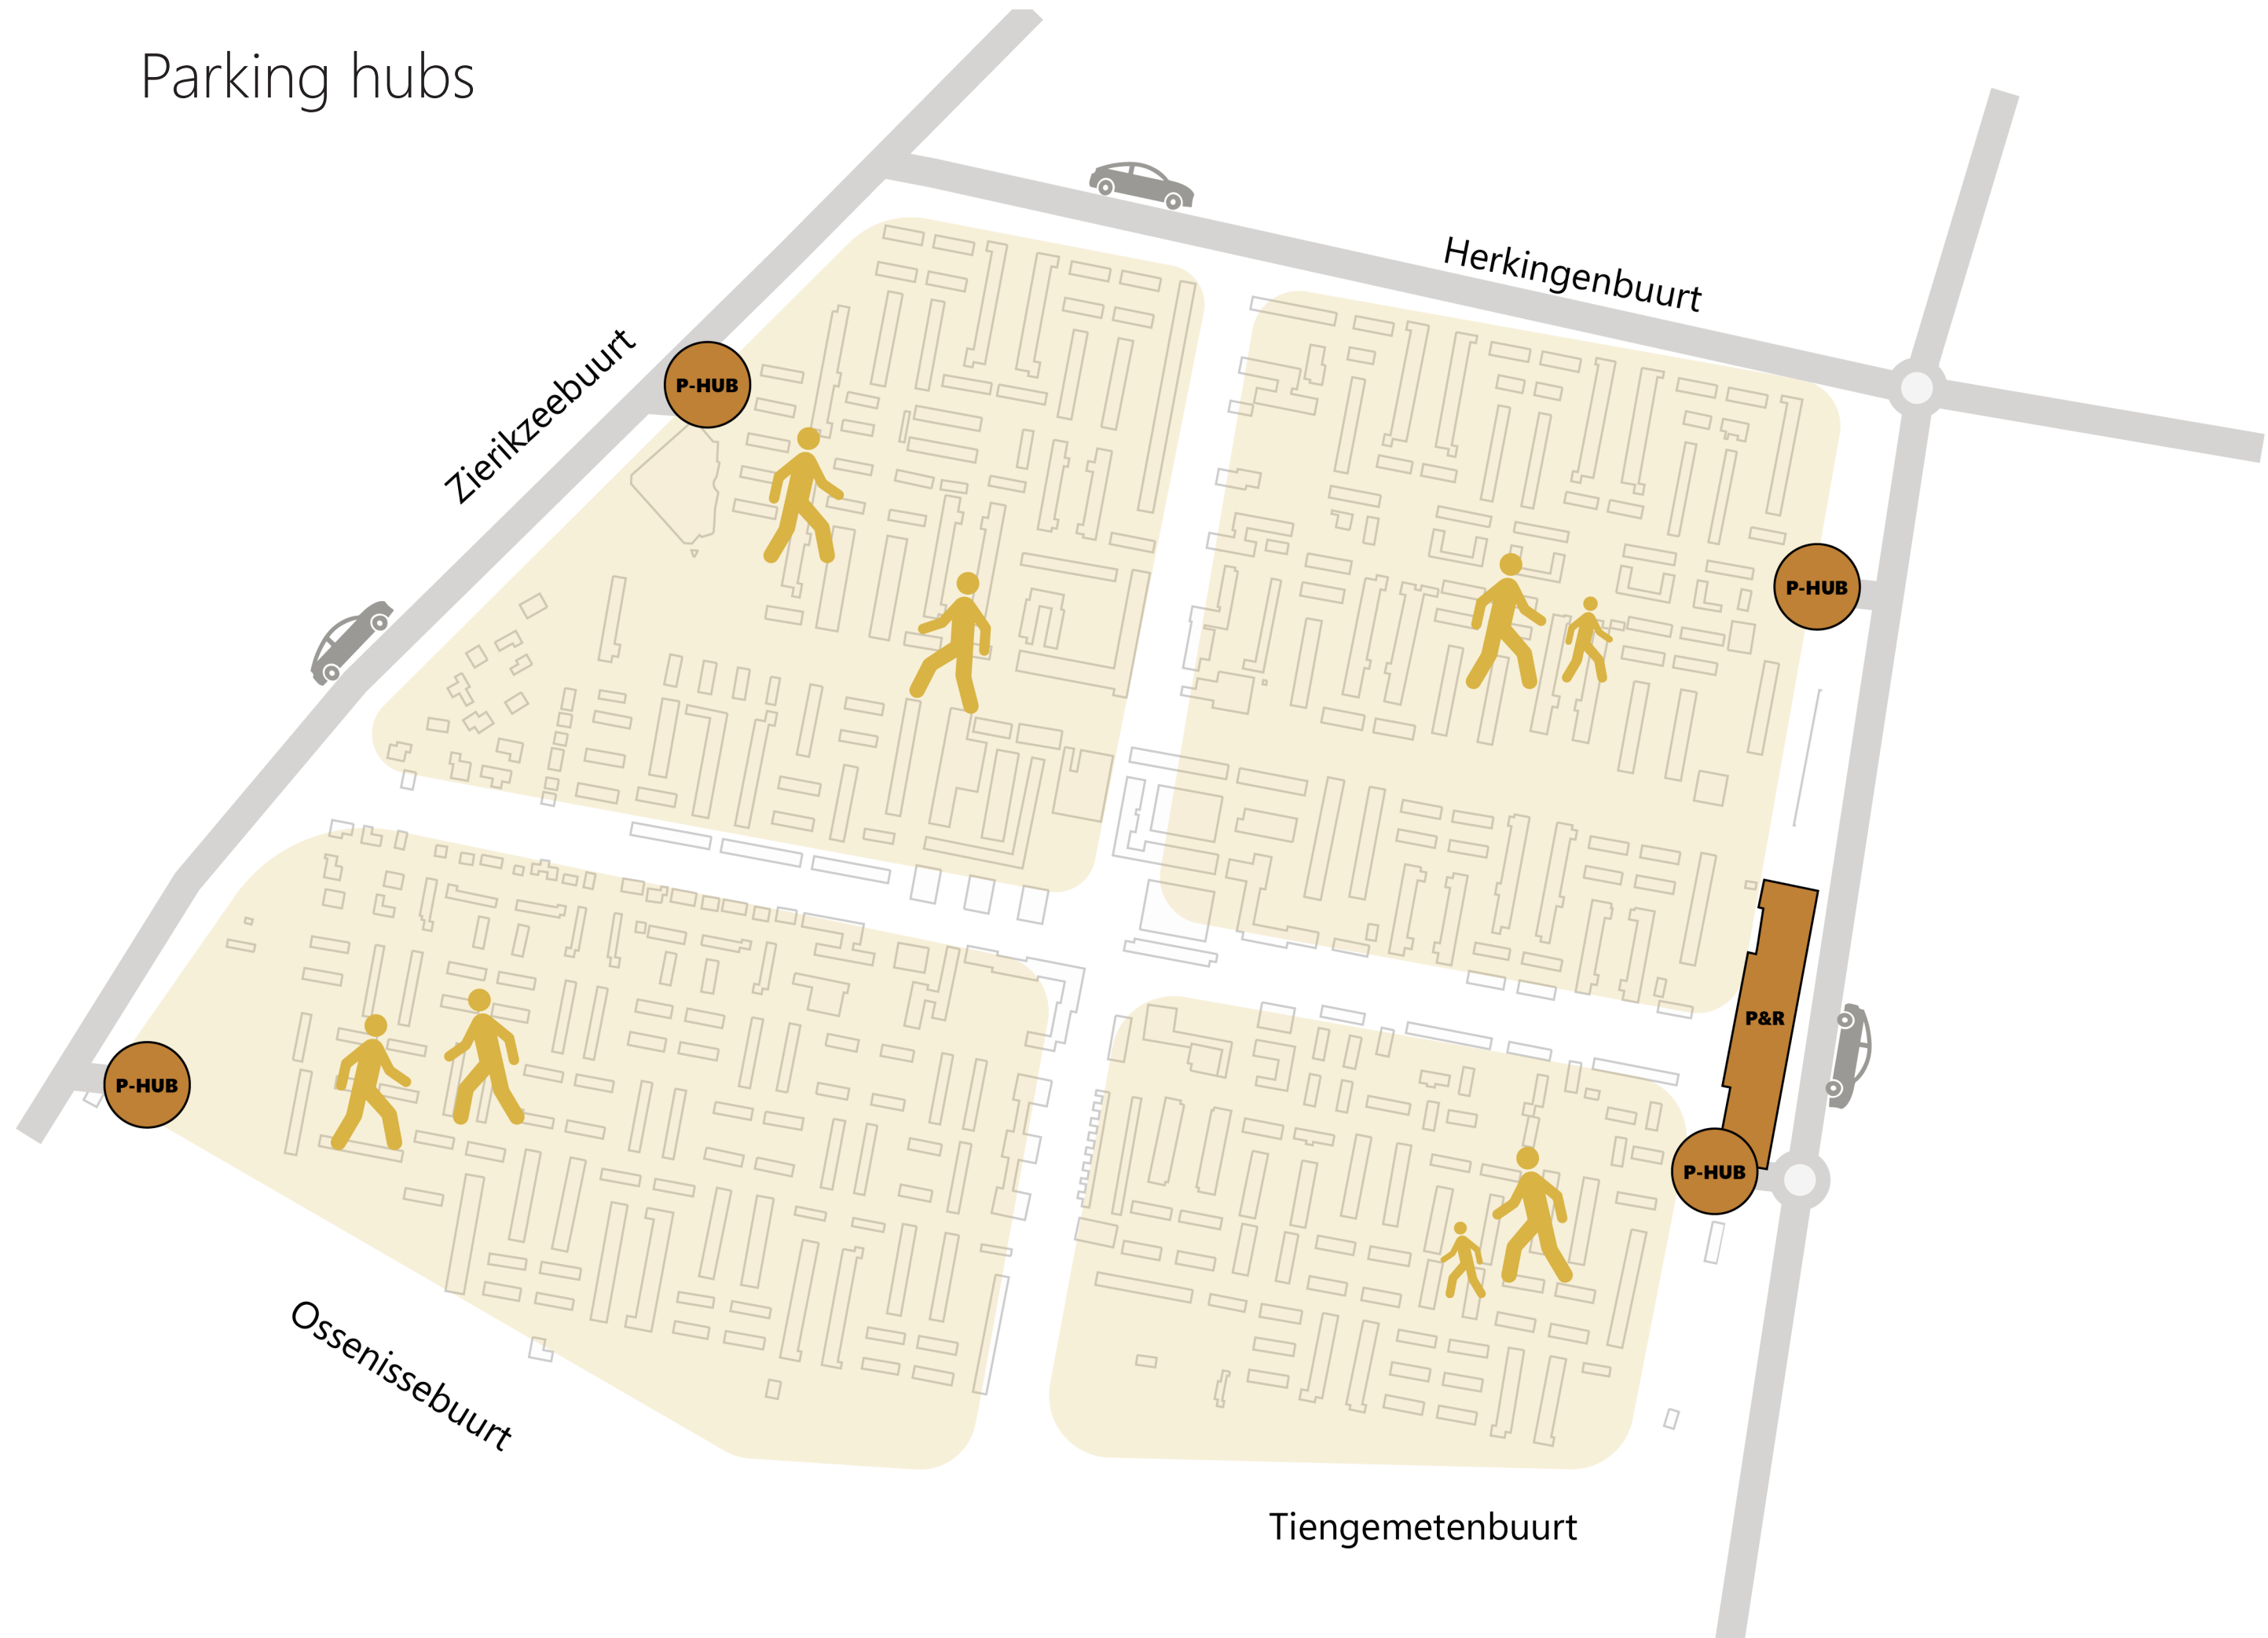 Parking hubs
Herkingenbuurt
Zierikzeebuurt
P-HUB
P-HUB
P&R
P-HUB
P-HUB
Ossenissebuurt
Tiengemetenbuurt